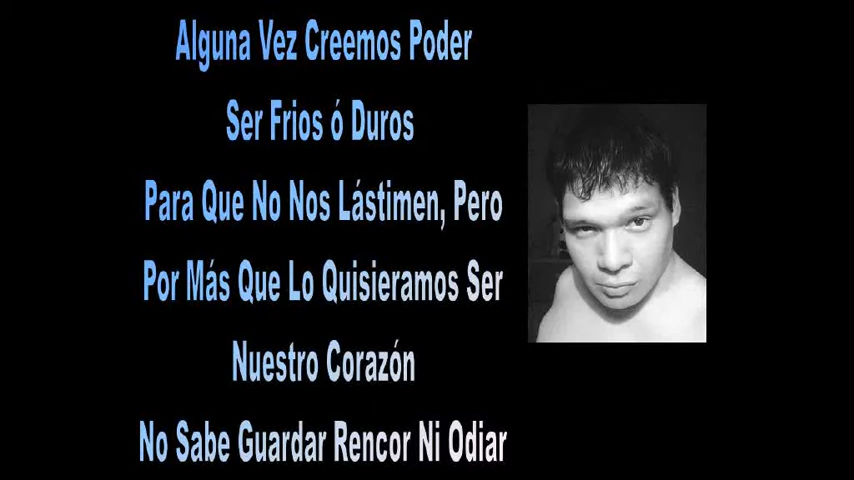 Alguna Vez Creemos Poder
Ser Frios ó Duros
Para Que No Nos Lástimen, Pero
Por Más Que Lo Quisieramos Ser
Nuestro Corazón
No Sabe Guardar Rencor Ni Odiar